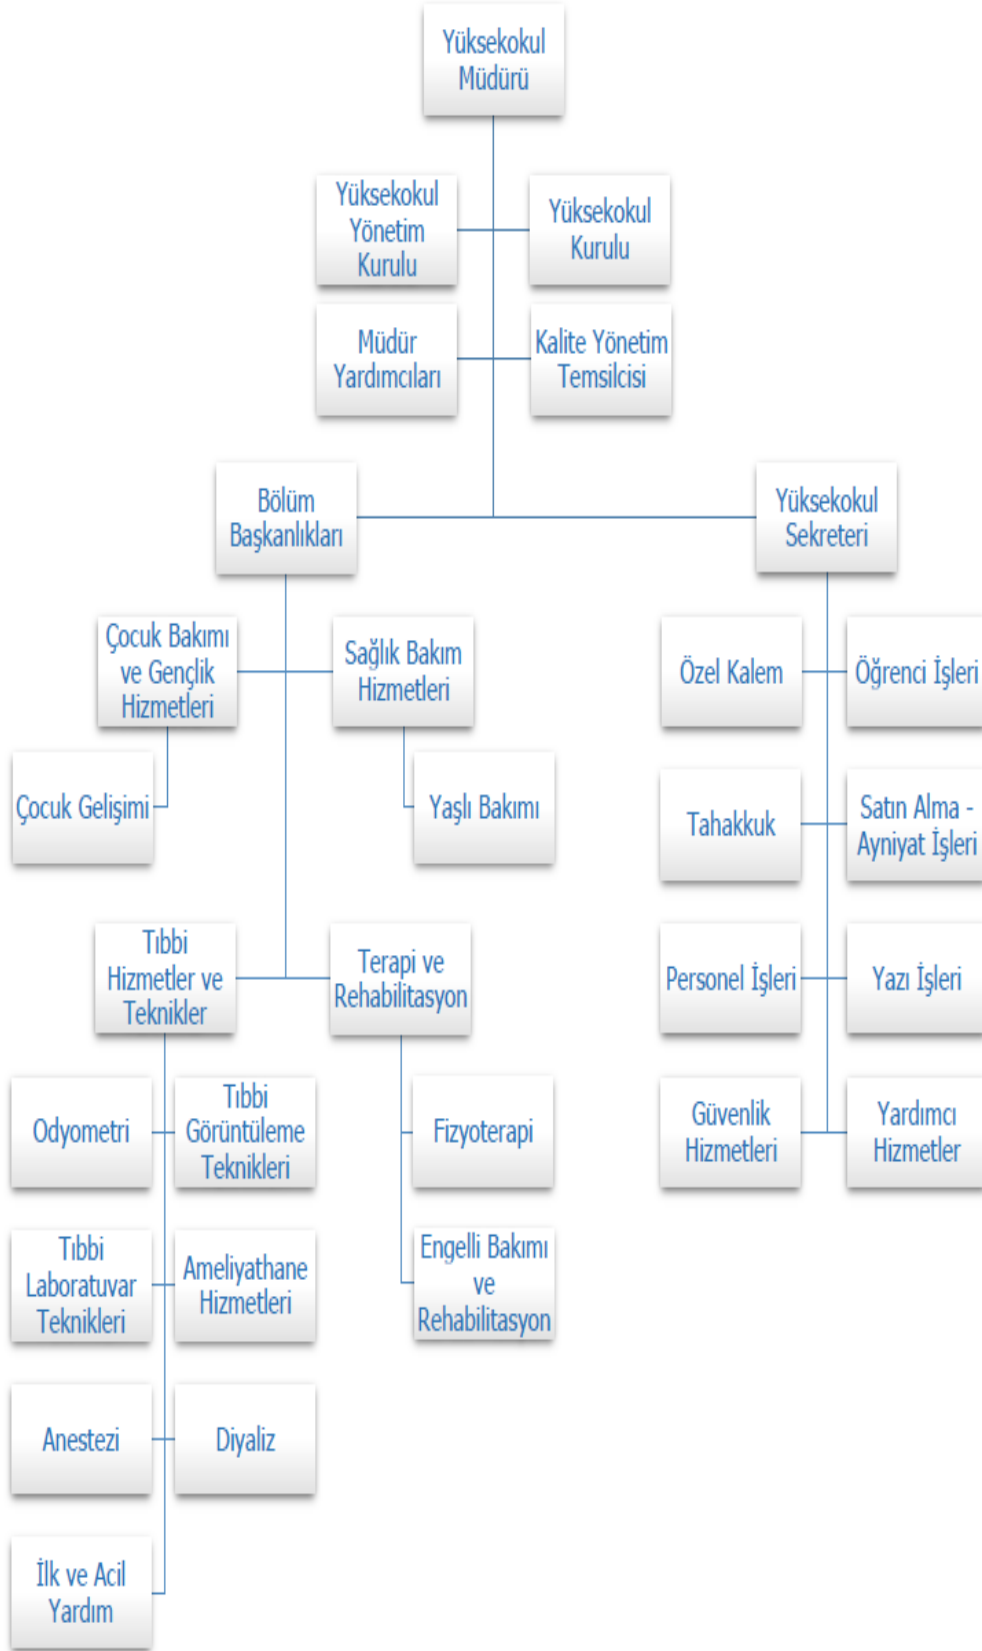 Yüksekokul
Müdürü
Yüksekokul
Yönetim
Kurulu
Yüksekokul
Kurulu
Müdür
Yardımcıları
Kalite Yönetim
Temsilcisi
Bölüm
Başkanlıkları
Yüksekokul
Sekreteri
Çocuk Bakımı
ve Gençlik
Hizmetleri
Sağlık Bakım
Hizmetleri
Özel Kalem
Öğrenci İşleri
Çocuk Gelişimi
Yaşlı Bakımı
Tahakkuk
Satın Alma -
Ayniyat İşleri
Tıbbi
Hizmetler ve
Teknikler
Terapi ve
Rehabilitasyon
Personel İşleri
Yazı İşleri
Odyometri
Tıbbi
Görüntüleme
Teknikleri
Fizyoterapi
Güvenlik
Hizmetleri
Yardımcı
Hizmetler
Tıbbi
Laboratuvar
Teknikleri
Ameliyathane
Hizmetleri
Engelli Bakımı
ve
Rehabilitasyon
Anestezi
Diyaliz
İlk ve Acil
Yardım